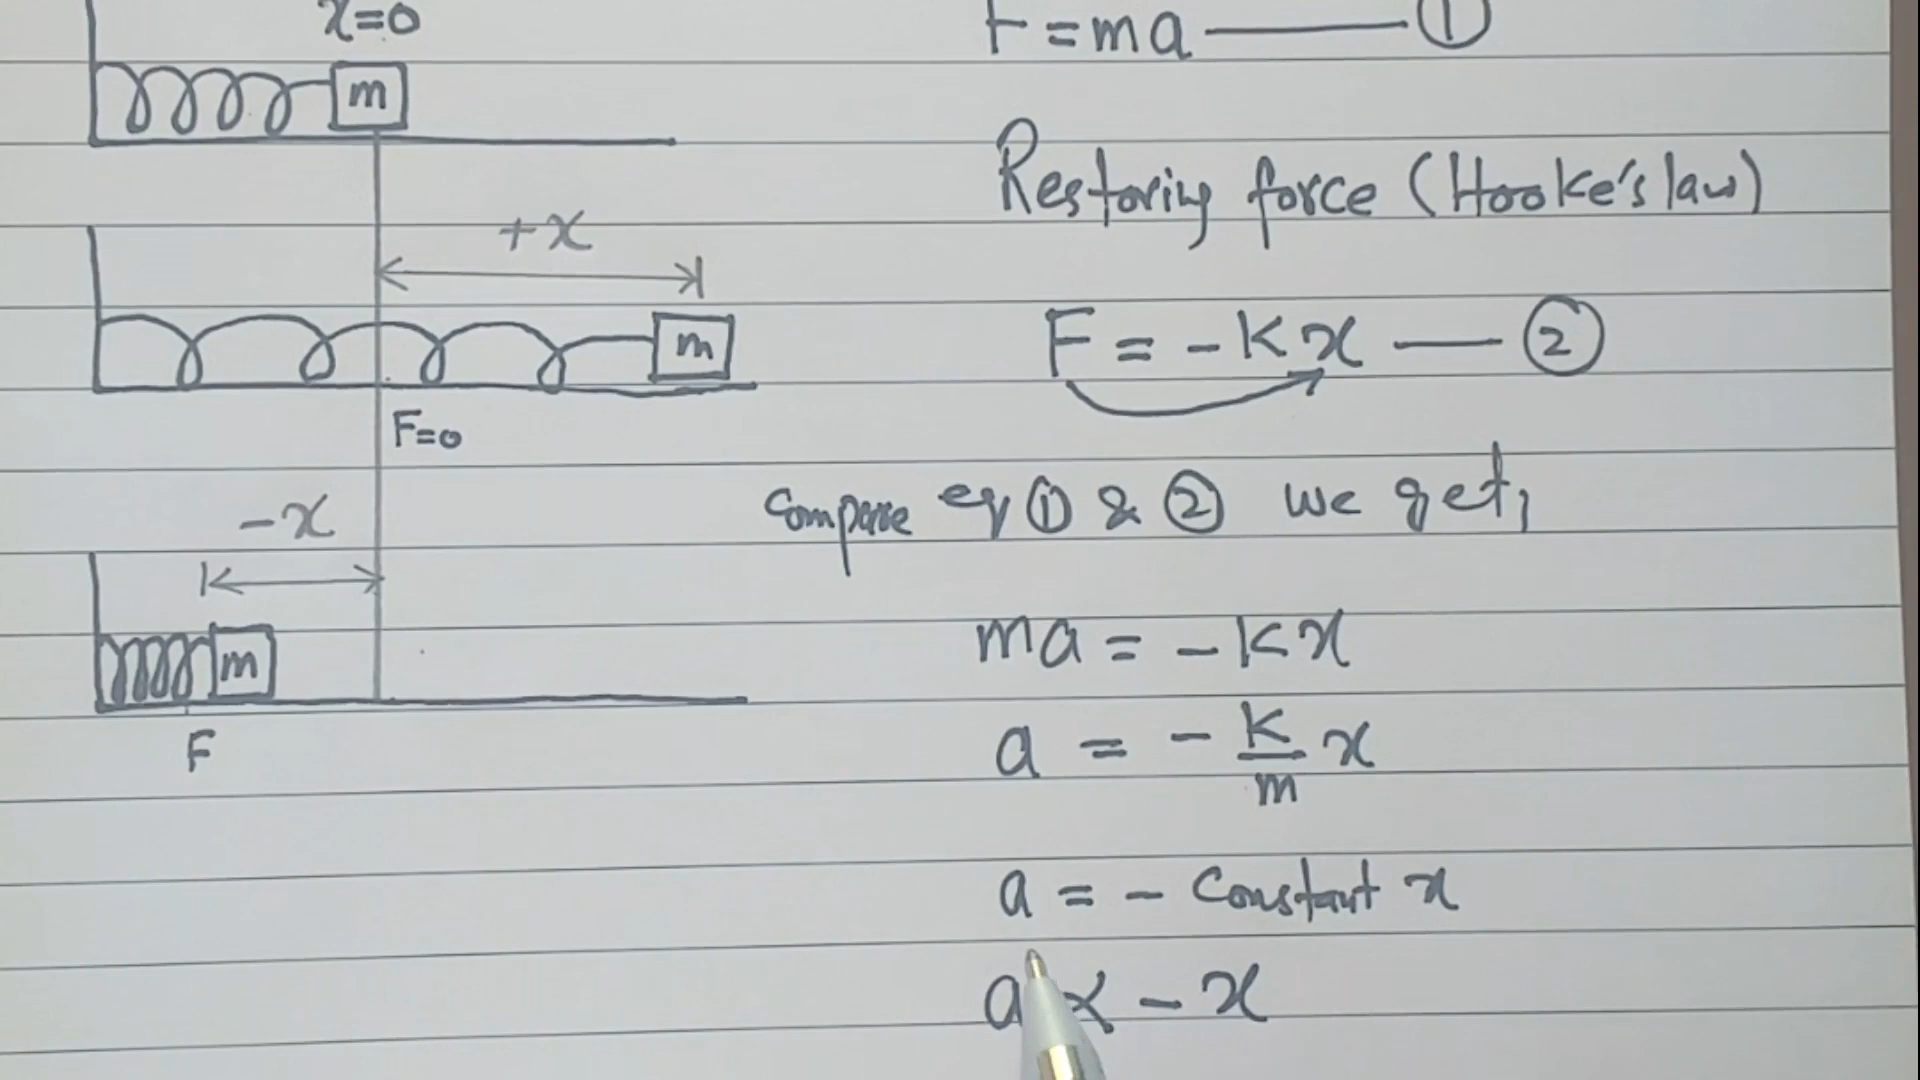 x=0
m
+x
m
F=0
-x
m
F
F=ma — ①
Restoring force (Hooke's law)
F = -Kx — ②
Compare eq ① & ② we get,
ma = -Kx
a = - K/m x
a = - Constant x
a ∝ - x